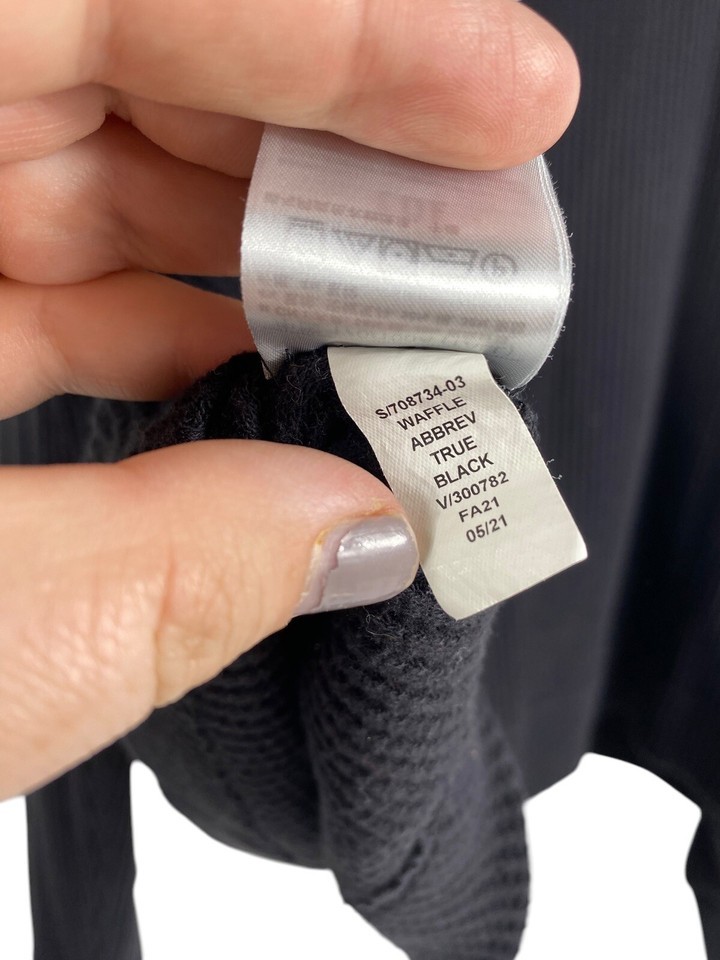 S/708734-03
WAFFLE
ABBREV
TRUE
BLACK
V/300782
FA21
05/21